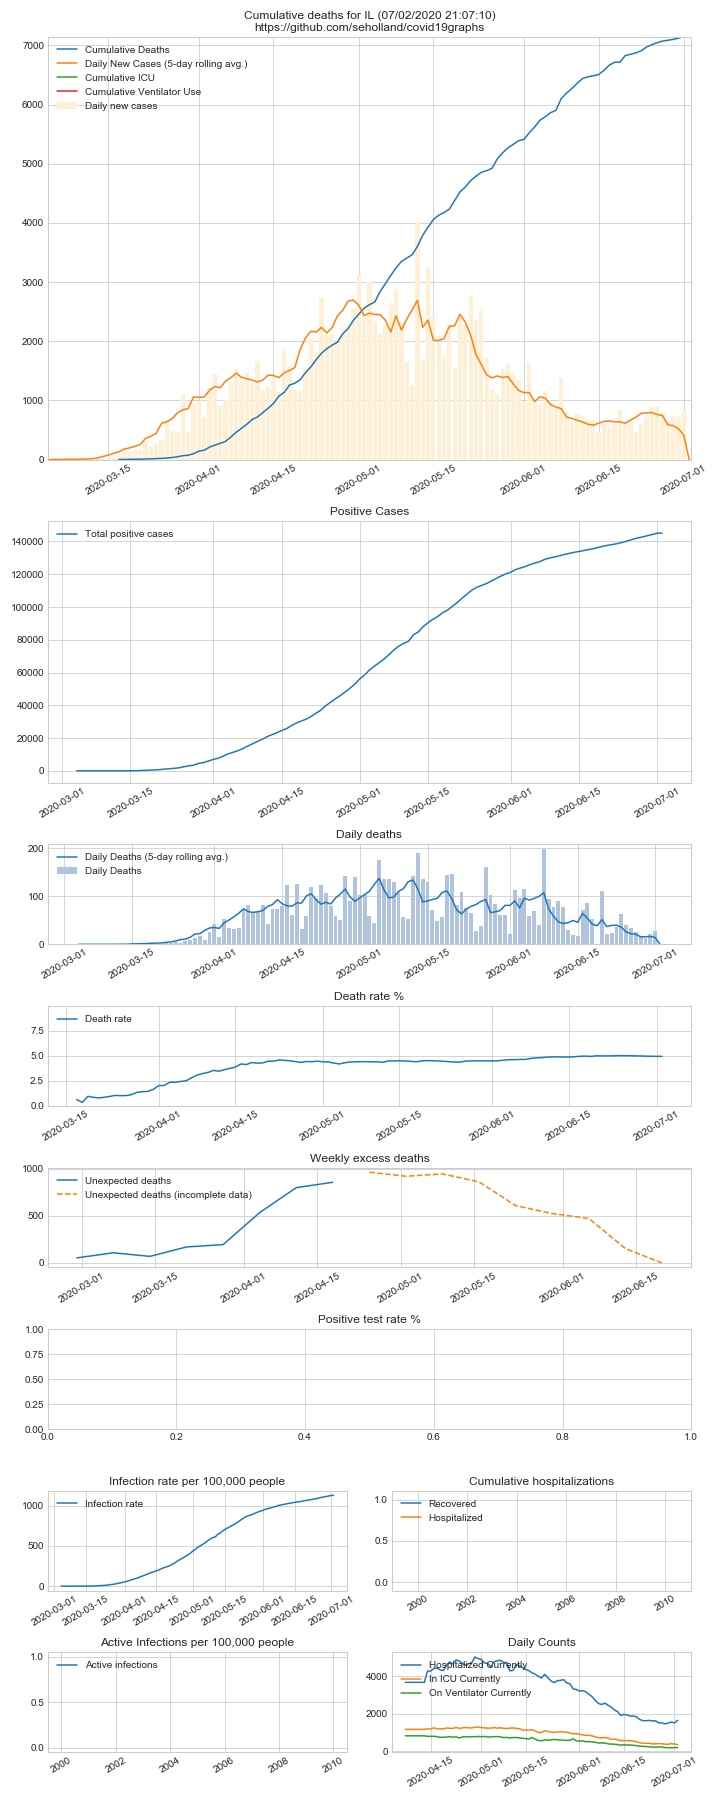 Cumulative deaths for IL (07/02/2020 21:07:10)
https://github.com/seholland/covid19graphs
Cumulative Deaths
Daily New Cases (5-day rolling avg.)
Cumulative ICU
Cumulative Ventilator Use
Daily new cases
7000
6000
5000
4000
3000
2000
1000
0
2020-03-15 2020-04-01 2020-04-15 2020-05-01 2020-05-15 2020-06-01 2020-06-15 2020-07-01
Positive Cases
Total positive cases
140000
120000
100000
80000
60000
40000
20000
0
2020-03-01 2020-03-15 2020-04-01 2020-04-15 2020-05-01 2020-05-15 2020-06-01 2020-06-15 2020-07-01
Daily deaths
Daily Deaths (5-day rolling avg.)
Daily Deaths
200
100
0
2020-03-01 2020-03-15 2020-04-01 2020-04-15 2020-05-01 2020-05-15 2020-06-01 2020-06-15 2020-07-01
Death rate %
Death rate
7.5
5.0
2.5
0.0
2020-03-15 2020-04-01 2020-04-15 2020-05-01 2020-05-15 2020-06-01 2020-06-15 2020-07-01
Weekly excess deaths
Unexpected deaths
Unexpected deaths (incomplete data)
1000
500
0
2020-03-01 2020-03-15 2020-04-01 2020-04-15 2020-05-01 2020-05-15 2020-06-01 2020-06-15
Positive test rate %
1.00
0.75
0.50
0.25
0.00
0.0 0.2 0.4 0.6 0.8 1.0
Infection rate per 100,000 people
Infection rate
1000
500
0
2020-03-01 2020-03-15 2020-04-01 2020-04-15 2020-05-01 2020-05-15 2020-06-01 2020-06-15 2020-07-01
Cumulative hospitalizations
Recovered
Hospitalized
1.0
0.5
0.0
2000 2002 2004 2006 2008 2010
Active Infections per 100,000 people
Active infections
1.0
0.5
0.0
2000 2002 2004 2006 2008 2010
Daily Counts
Hospitalized Currently
In ICU Currently
On Ventilator Currently
4000
2000
0
2020-04-15 2020-05-01 2020-05-15 2020-06-01 2020-06-15 2020-07-01